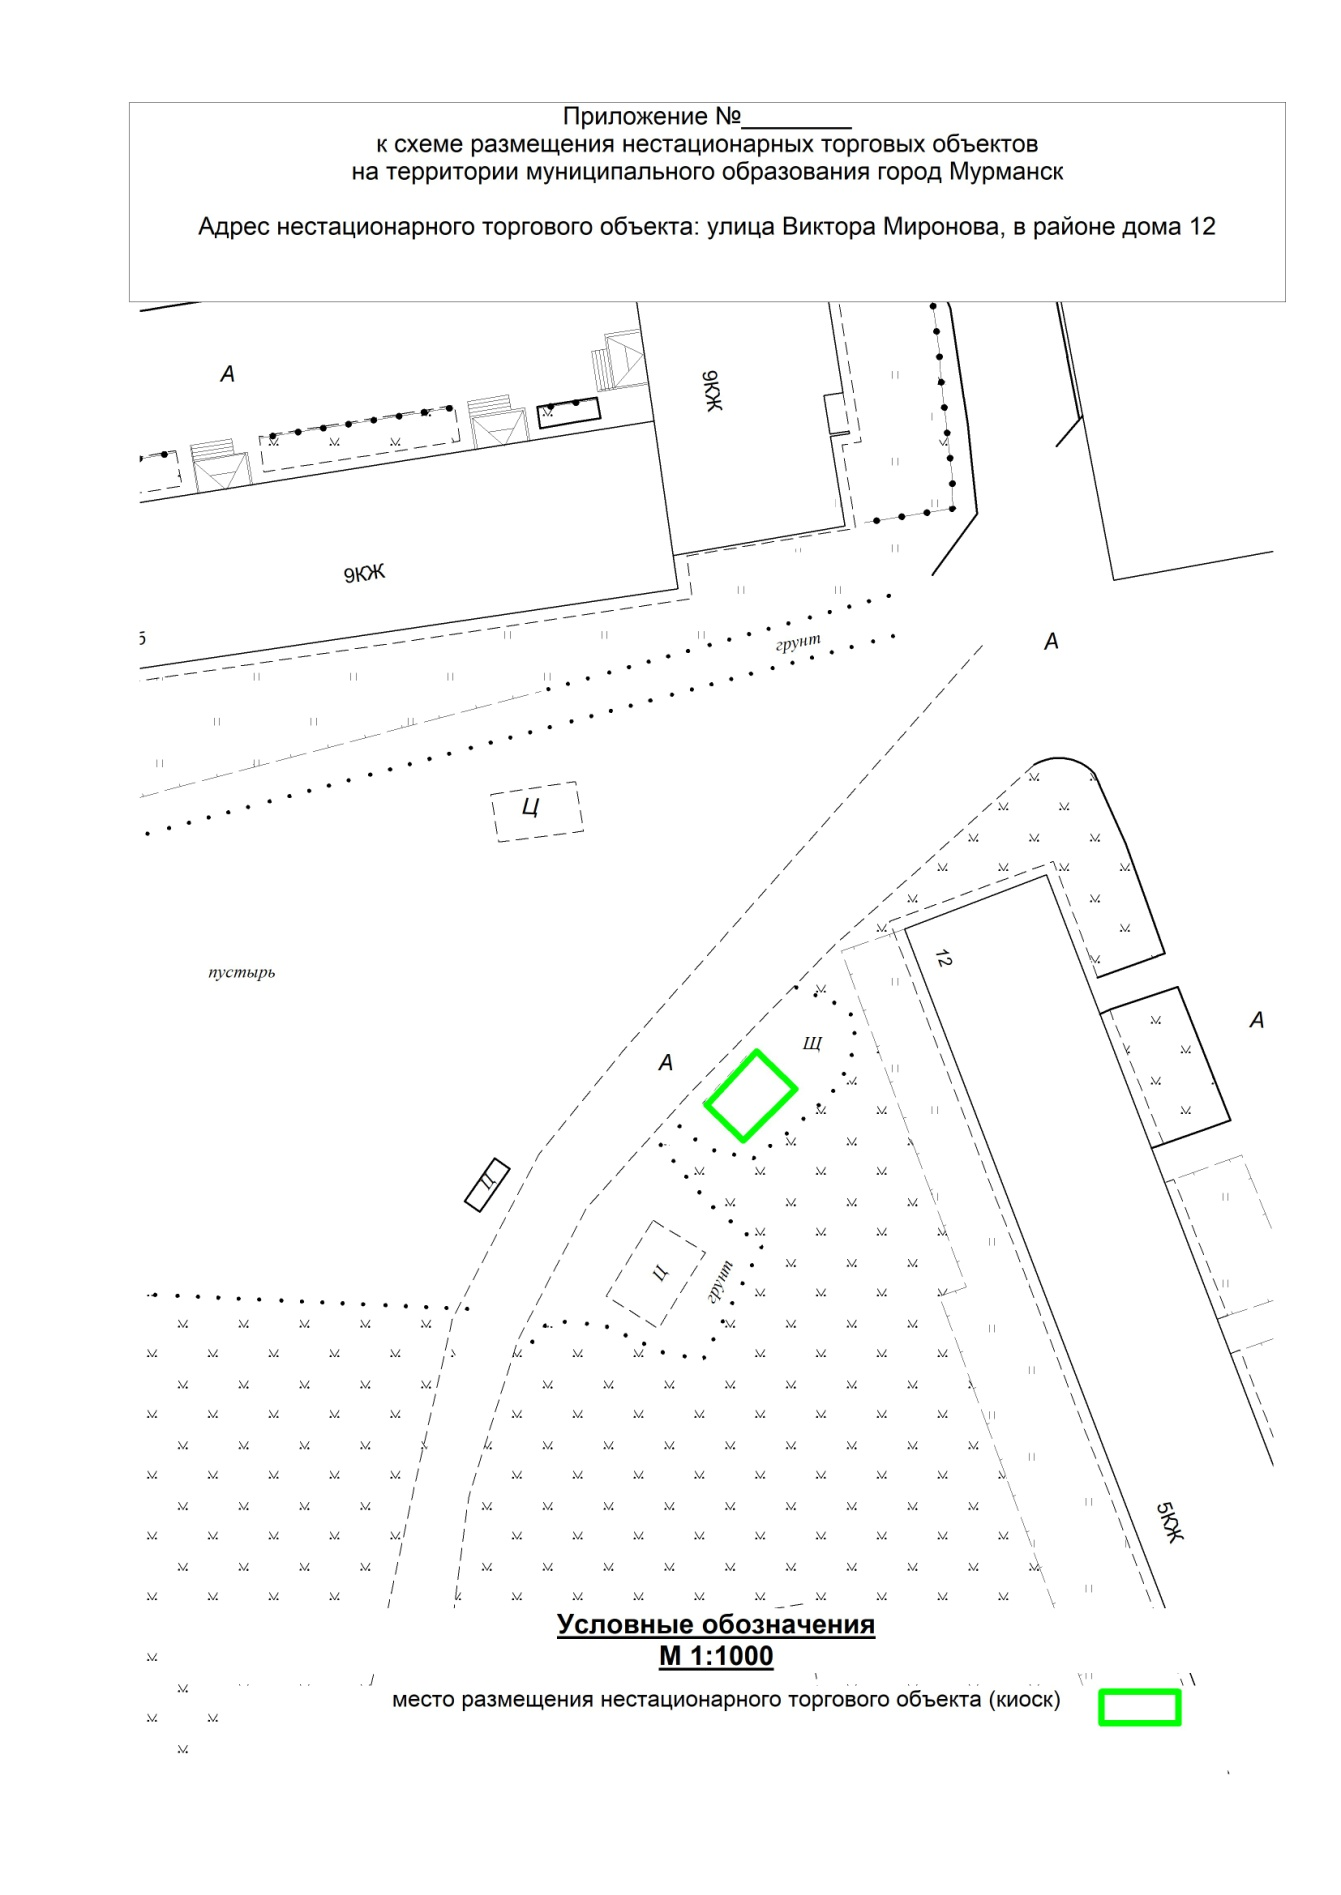 Приложение №________
к схеме размещения нестационарных торговых объектов
на территории муниципального образования город Мурманск
Адрес нестационарного торгового объекта: улица Виктора Миронова, в районе дома 12
А
9КЖ
9КЖ
А
грунт
Ц
12
пустырь
А
Щ
А
Ц
Ц
грунт
5КЖ
Условные обозначения
М 1:1000
место размещения нестационарного торгового объекта (киоск)